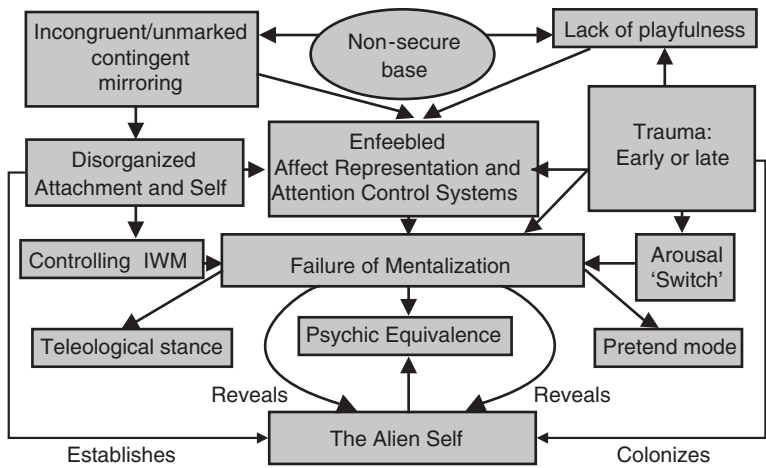 Incongruent/unmarked
contingent
mirroring
Non-secure
base
Lack of playfulness
Disorganized
Attachment and Self
Enfeebled
Affect Representation and
Attention Control Systems
Trauma:
Early or late
Controlling IWM
Failure of Mentalization
Arousal
‘Switch’
Teleological stance
Psychic Equivalence
Pretend mode
Reveals
Reveals
The Alien Self
Establishes
Colonizes